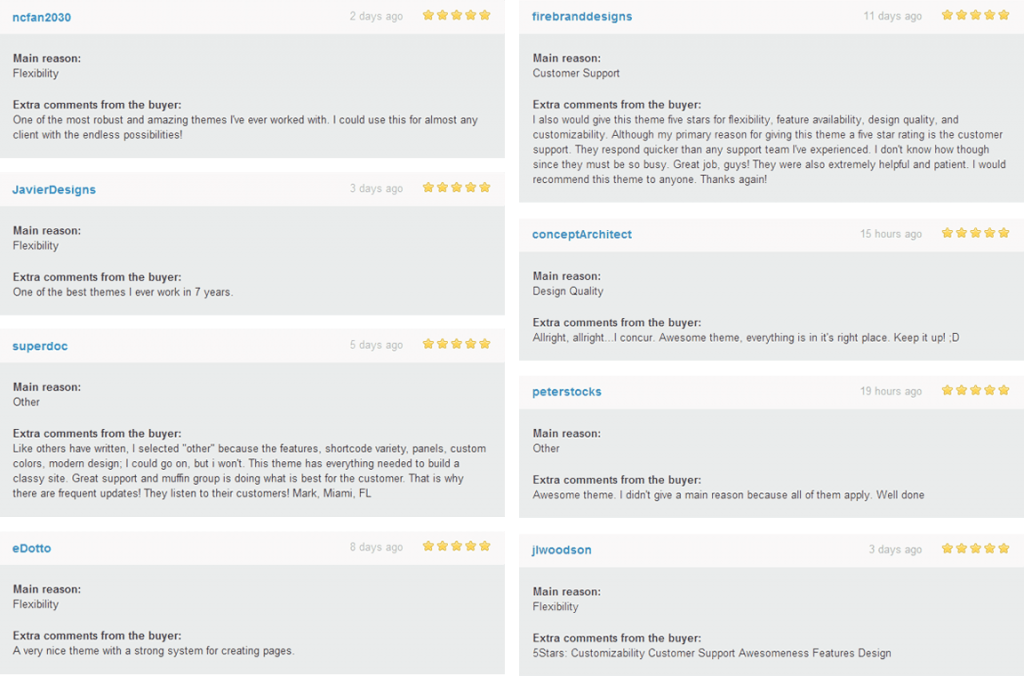 ncfan2030
2 days ago
Main reason:
Flexibility
Extra comments from the buyer:
One of the most robust and amazing themes I've ever worked with. I could use this for almost any
client with the endless possibilities!
JavierDesigns
3 days ago
Main reason:
Flexibility
Extra comments from the buyer:
One of the best themes I ever work in 7 years.
superdoc
5 days ago
Main reason:
Other
Extra comments from the buyer:
Like others have written, I selected "other" because the features, shortcode variety, panels, custom
colors, modern design; I could go on, but i won't. This theme has everything needed to build a
classy site. Great support and muffin group is doing what is best for the customer. That is why
there are frequent updates! They listen to their customers! Mark, Miami, FL
eDotto
8 days ago
Main reason:
Flexibility
Extra comments from the buyer:
A very nice theme with a strong system for creating pages.
firebranddesigns
11 days ago
Main reason:
Customer Support
Extra comments from the buyer:
I also would give this theme five stars for flexibility, feature availability, design quality, and
customizability. Although my primary reason for giving this theme a five star rating is the customer
support. They respond quicker than any support team I've experienced. I don't know how though
since they must be so busy. Great job, guys! They were also extremely helpful and patient. I would
recommend this theme to anyone. Thanks again!
conceptArchitect
15 hours ago
Main reason:
Design Quality
Extra comments from the buyer:
Allright, allright...I concur. Awesome theme, everything is in it's right place. Keep it up! ;D
peterstocks
19 hours ago
Main reason:
Other
Extra comments from the buyer:
Awesome theme. I didn't give a main reason because all of them apply. Well done
jlwoodson
3 days ago
Main reason:
Flexibility
Extra comments from the buyer:
5Stars: Customizability Customer Support Awesomeness Features Design